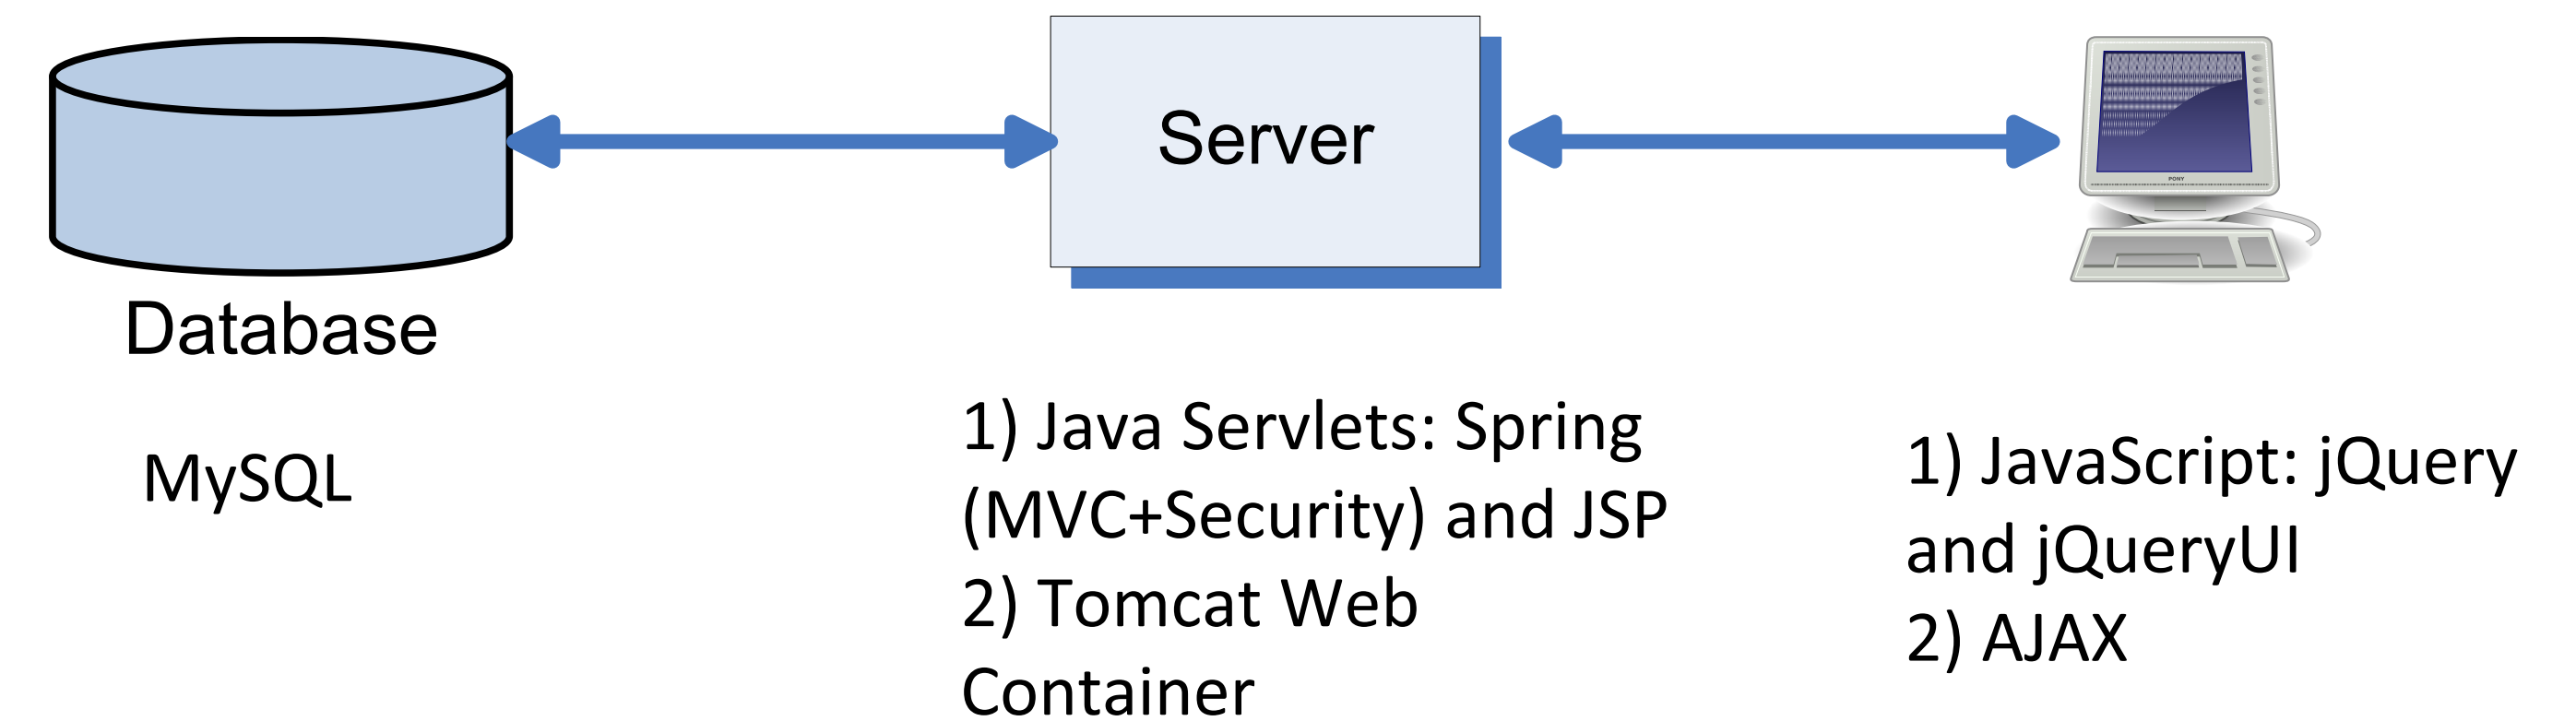 Server
PONY
Database
MySQL
1) Java Servlets: Spring
(MVC+Security) and JSP
2) Tomcat Web
Container
1) JavaScript: jQuery
and jQueryUI
2) AJAX